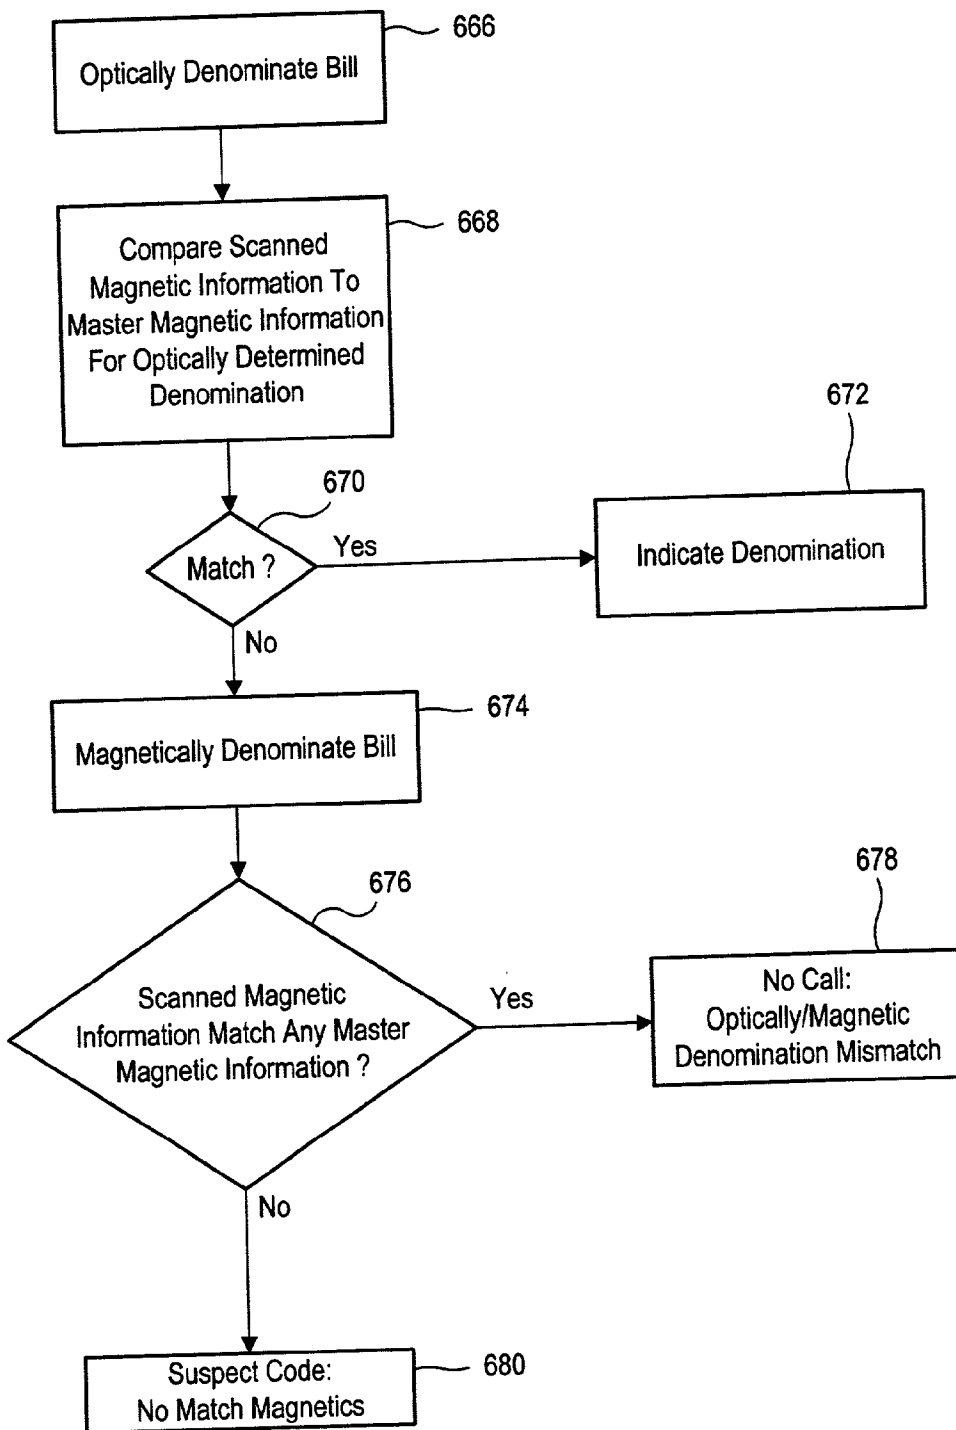 Optically Denominate Bill
666
Compare Scanned
Magnetic Information To
Master Magnetic Information
For Optically Determined
Denomination
668
670
Match ?
Yes
672
Indicate Denomination
No
Magnetically Denominate Bill
674
676
Scanned Magnetic
Information Match Any Master
Magnetic Information ?
Yes
678
No Call:
Optically/Magnetic
Denomination Mismatch
No
Suspect Code:
No Match Magnetics
680